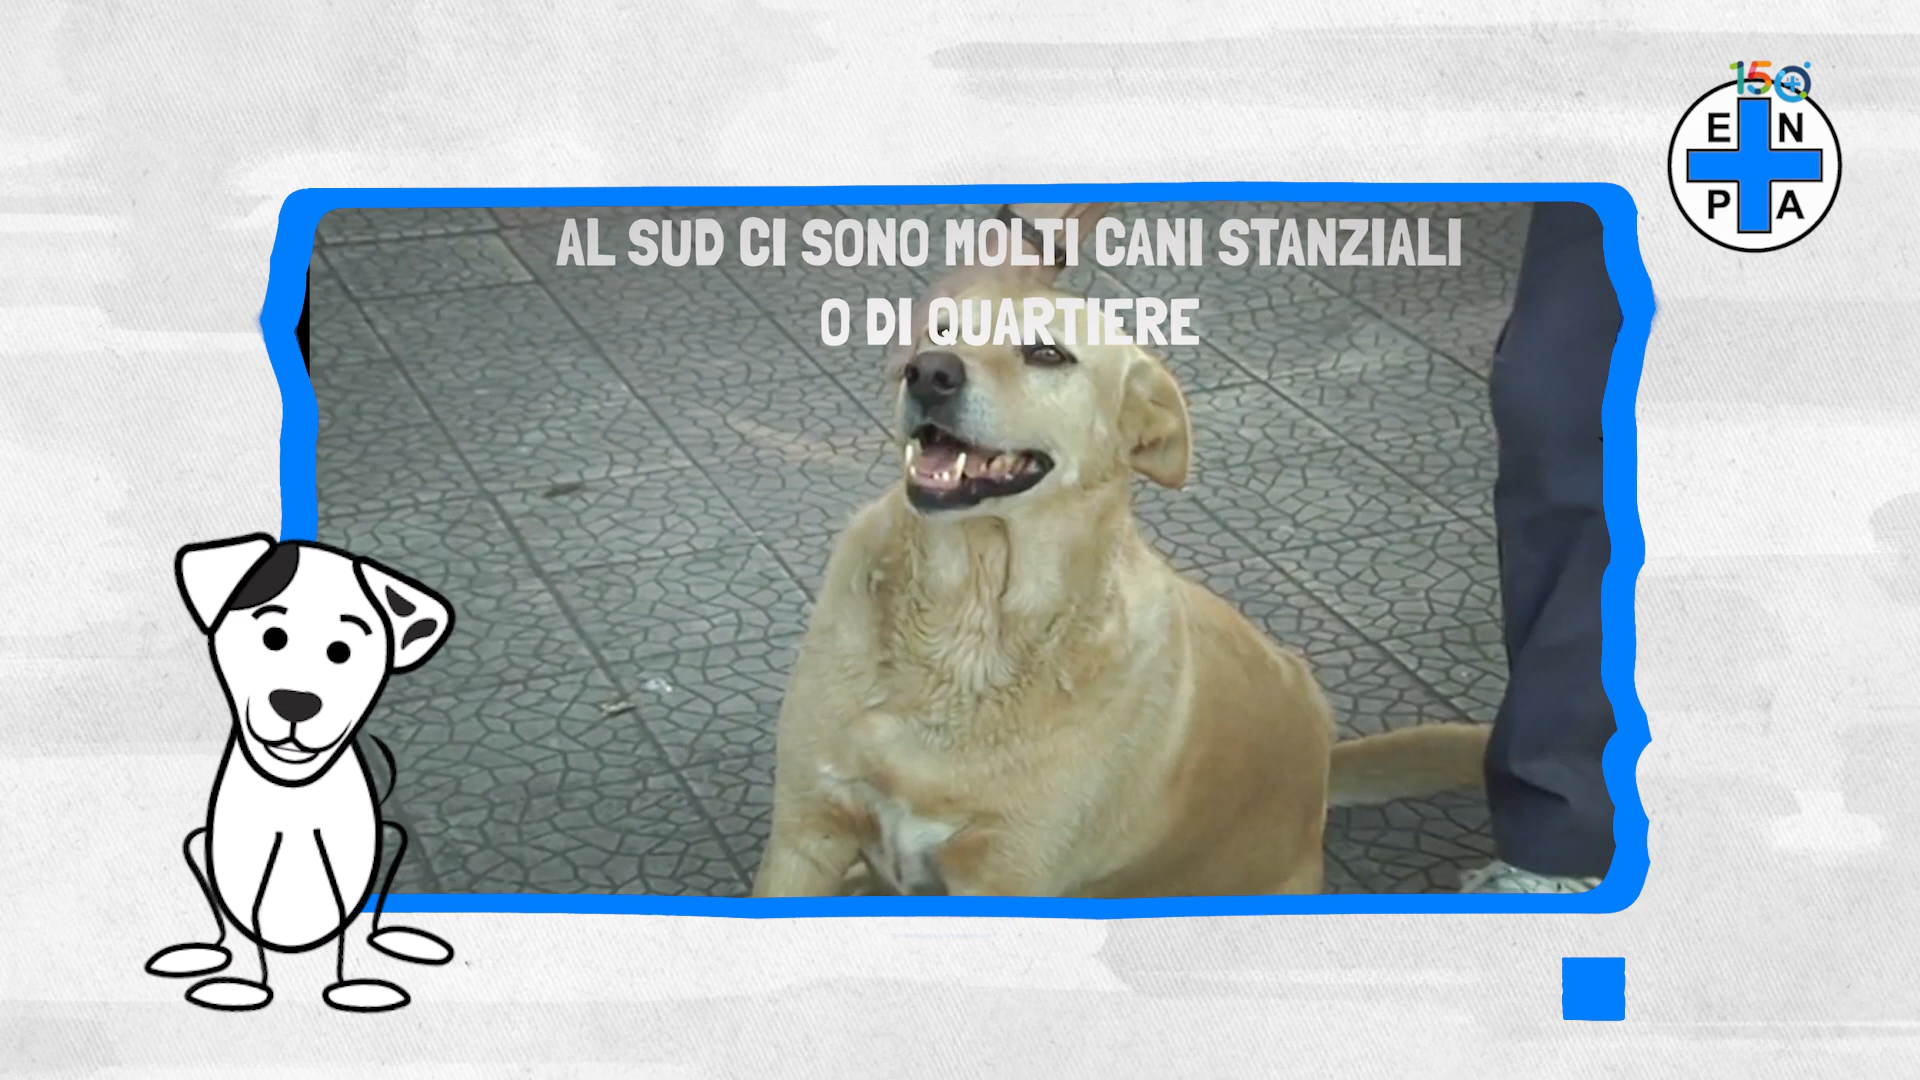 150
E N
P A
AL SUD CI SONO MOLTI CANI STANZIALI
O DI QUARTIERE